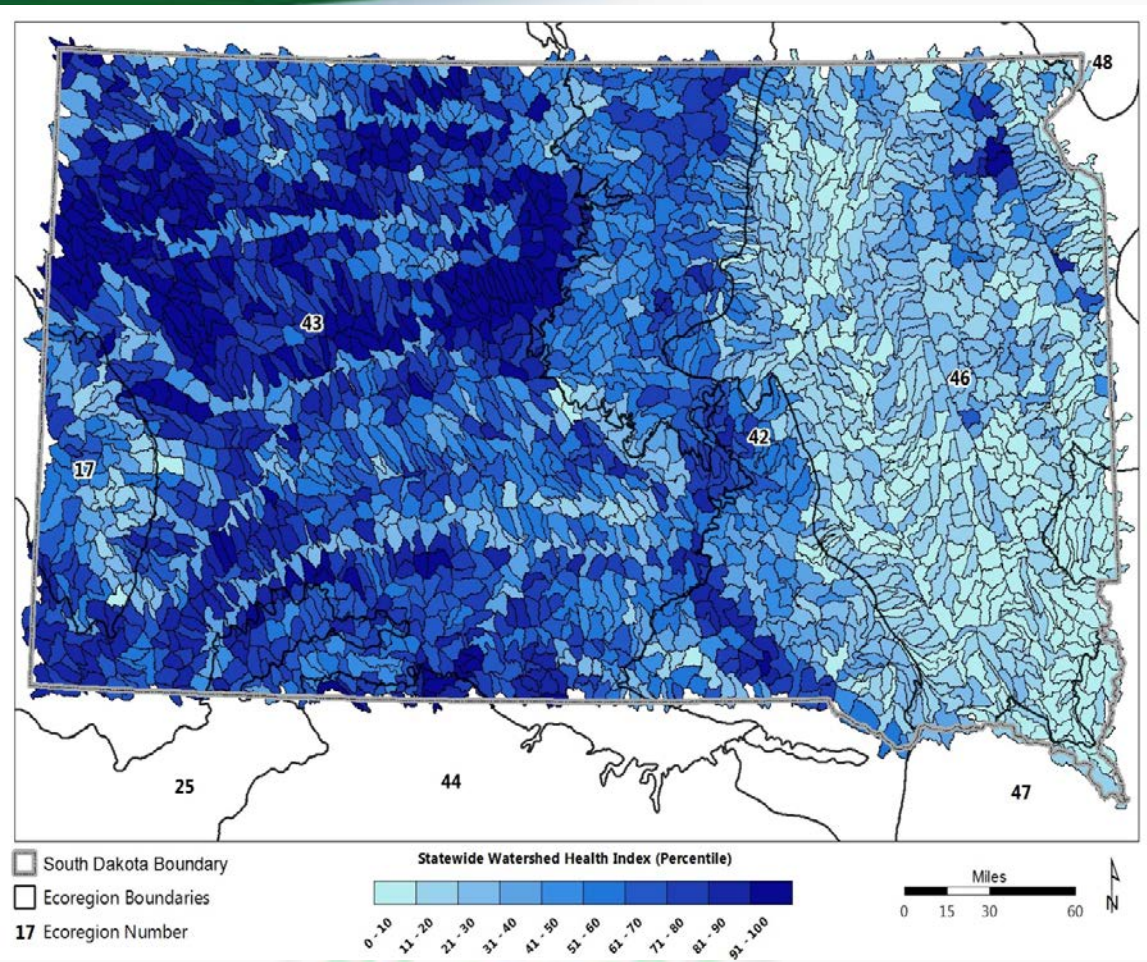 48
43
46
42
17
25
44
47
South Dakota Boundary
Ecoregion Boundaries
17 Ecoregion Number
Statewide Watershed Health Index (Percentile)
0 - 10
11 - 20
21 - 30
31 - 40
41 - 50
51 - 60
61 - 70
71 - 80
81 - 90
91 - 100
Miles
0 15 30 60
N